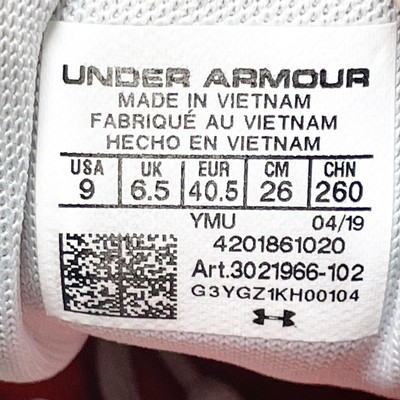 UNDER ARMOUR
MADE IN VIETNAM
FABRIQUÉ AU VIETNAM
HECHO EN VIETNAM
USA UK EUR CM CHN
9 6.5 40.5 26 260
YMU 04/19
4201861020
Art.3021966-102
G3YGZ1KH00104